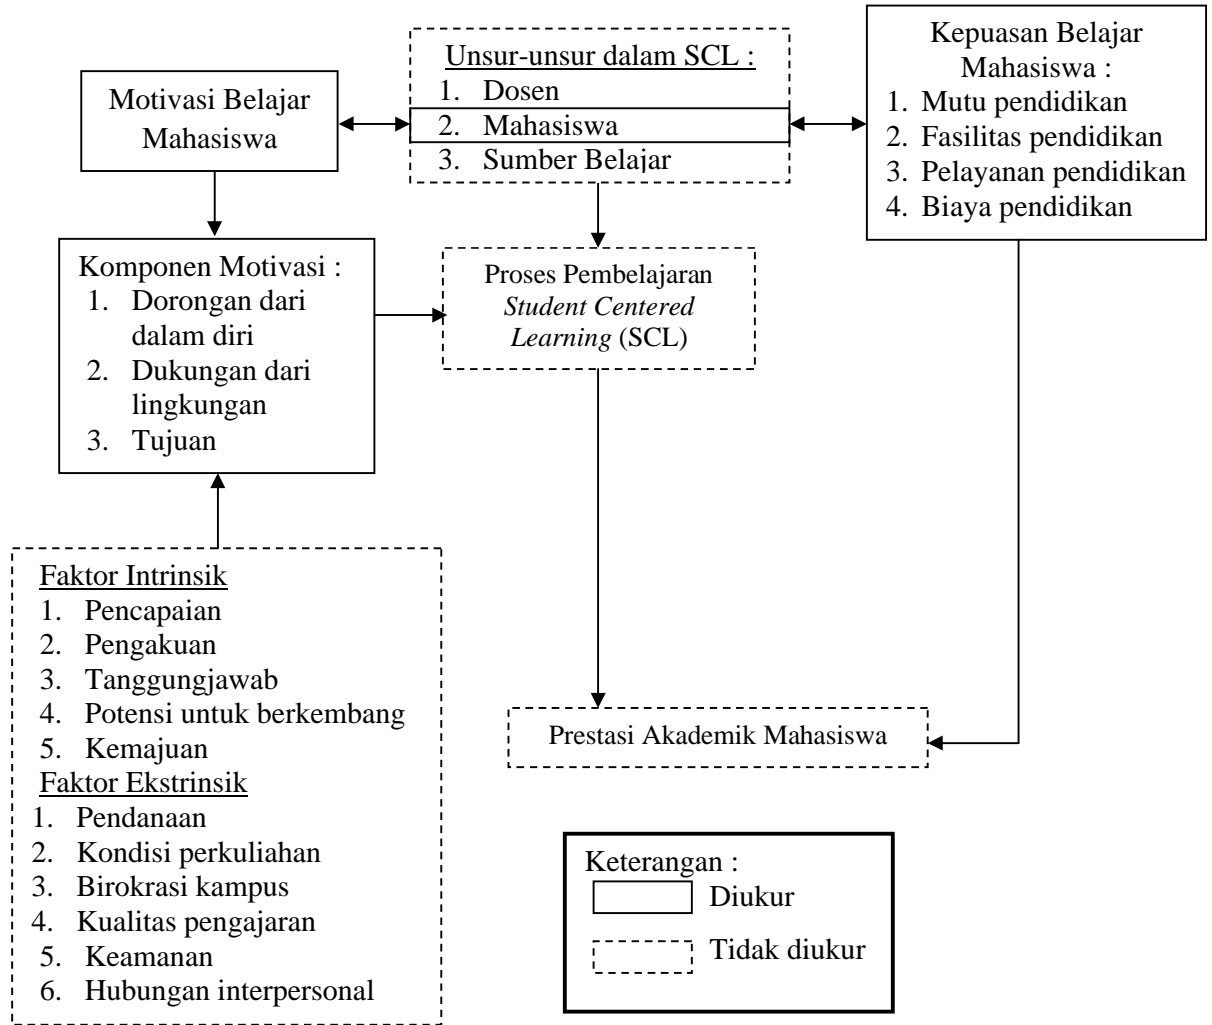 Unsur-unsur dalam SCL :
1. Dosen
2. Mahasiswa
3. Sumber Belajar
Motivasi Belajar
Mahasiswa
Kepuasan Belajar
Mahasiswa :
1. Mutu pendidikan
2. Fasilitas pendidikan
3. Pelayanan pendidikan
4. Biaya pendidikan
Komponen Motivasi :
1. Dorongan dari
dalam diri
2. Dukungan dari
lingkungan
3. Tujuan
Proses Pembelajaran
Student Centered
Learning (SCL)
Faktor Intrinsik
1. Pencapaian
2. Pengakuan
3. Tanggungjawab
4. Potensi untuk berkembang
5. Kemajuan
Faktor Ekstrinsik
1. Pendanaan
2. Kondisi perkuliahan
3. Birokrasi kampus
4. Kualitas pengajaran
5. Keamanan
6. Hubungan interpersonal
Prestasi Akademik Mahasiswa
Keterangan :
Diukur
Tidak diukur